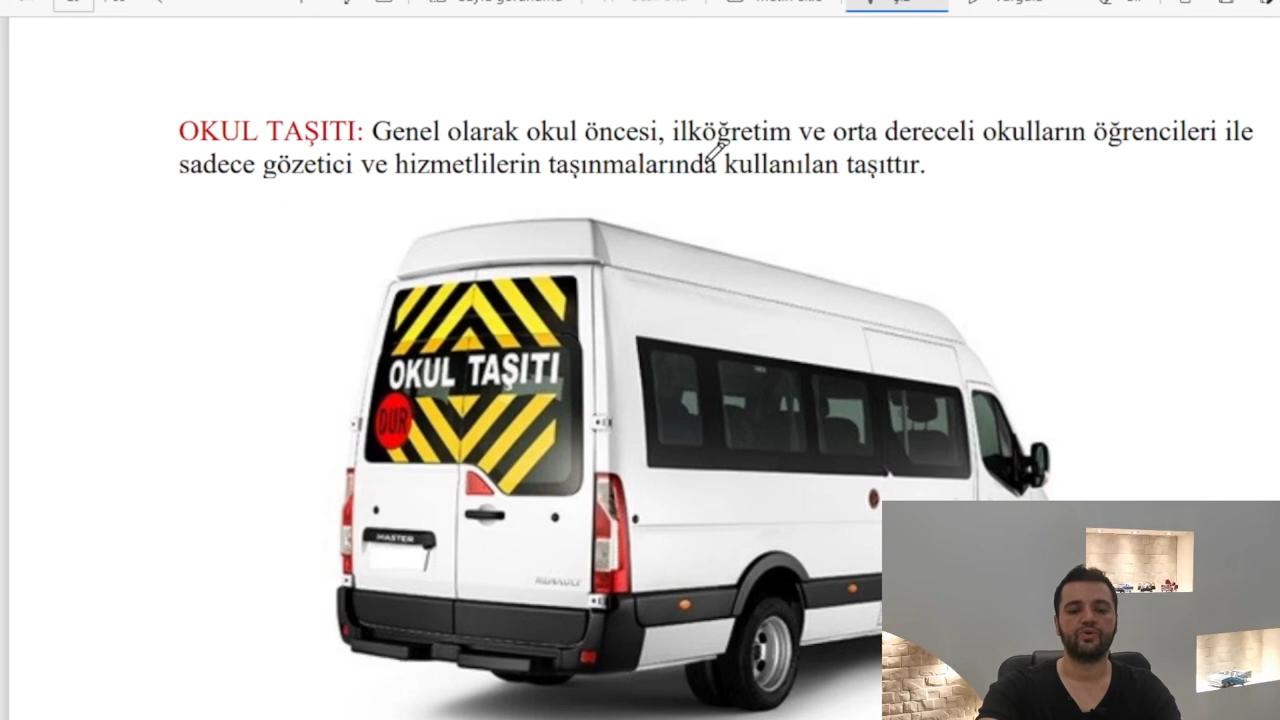 OKUL TAŞITI: Genel olarak okul öncesi, ilköğretim ve orta dereceli okulların öğrencileri ile
sadece gözetici ve hizmetlilerin taşınmalarında kullanılan taşıttır.
OKUL TAŞITI
DUR
MASTER
RENAULT